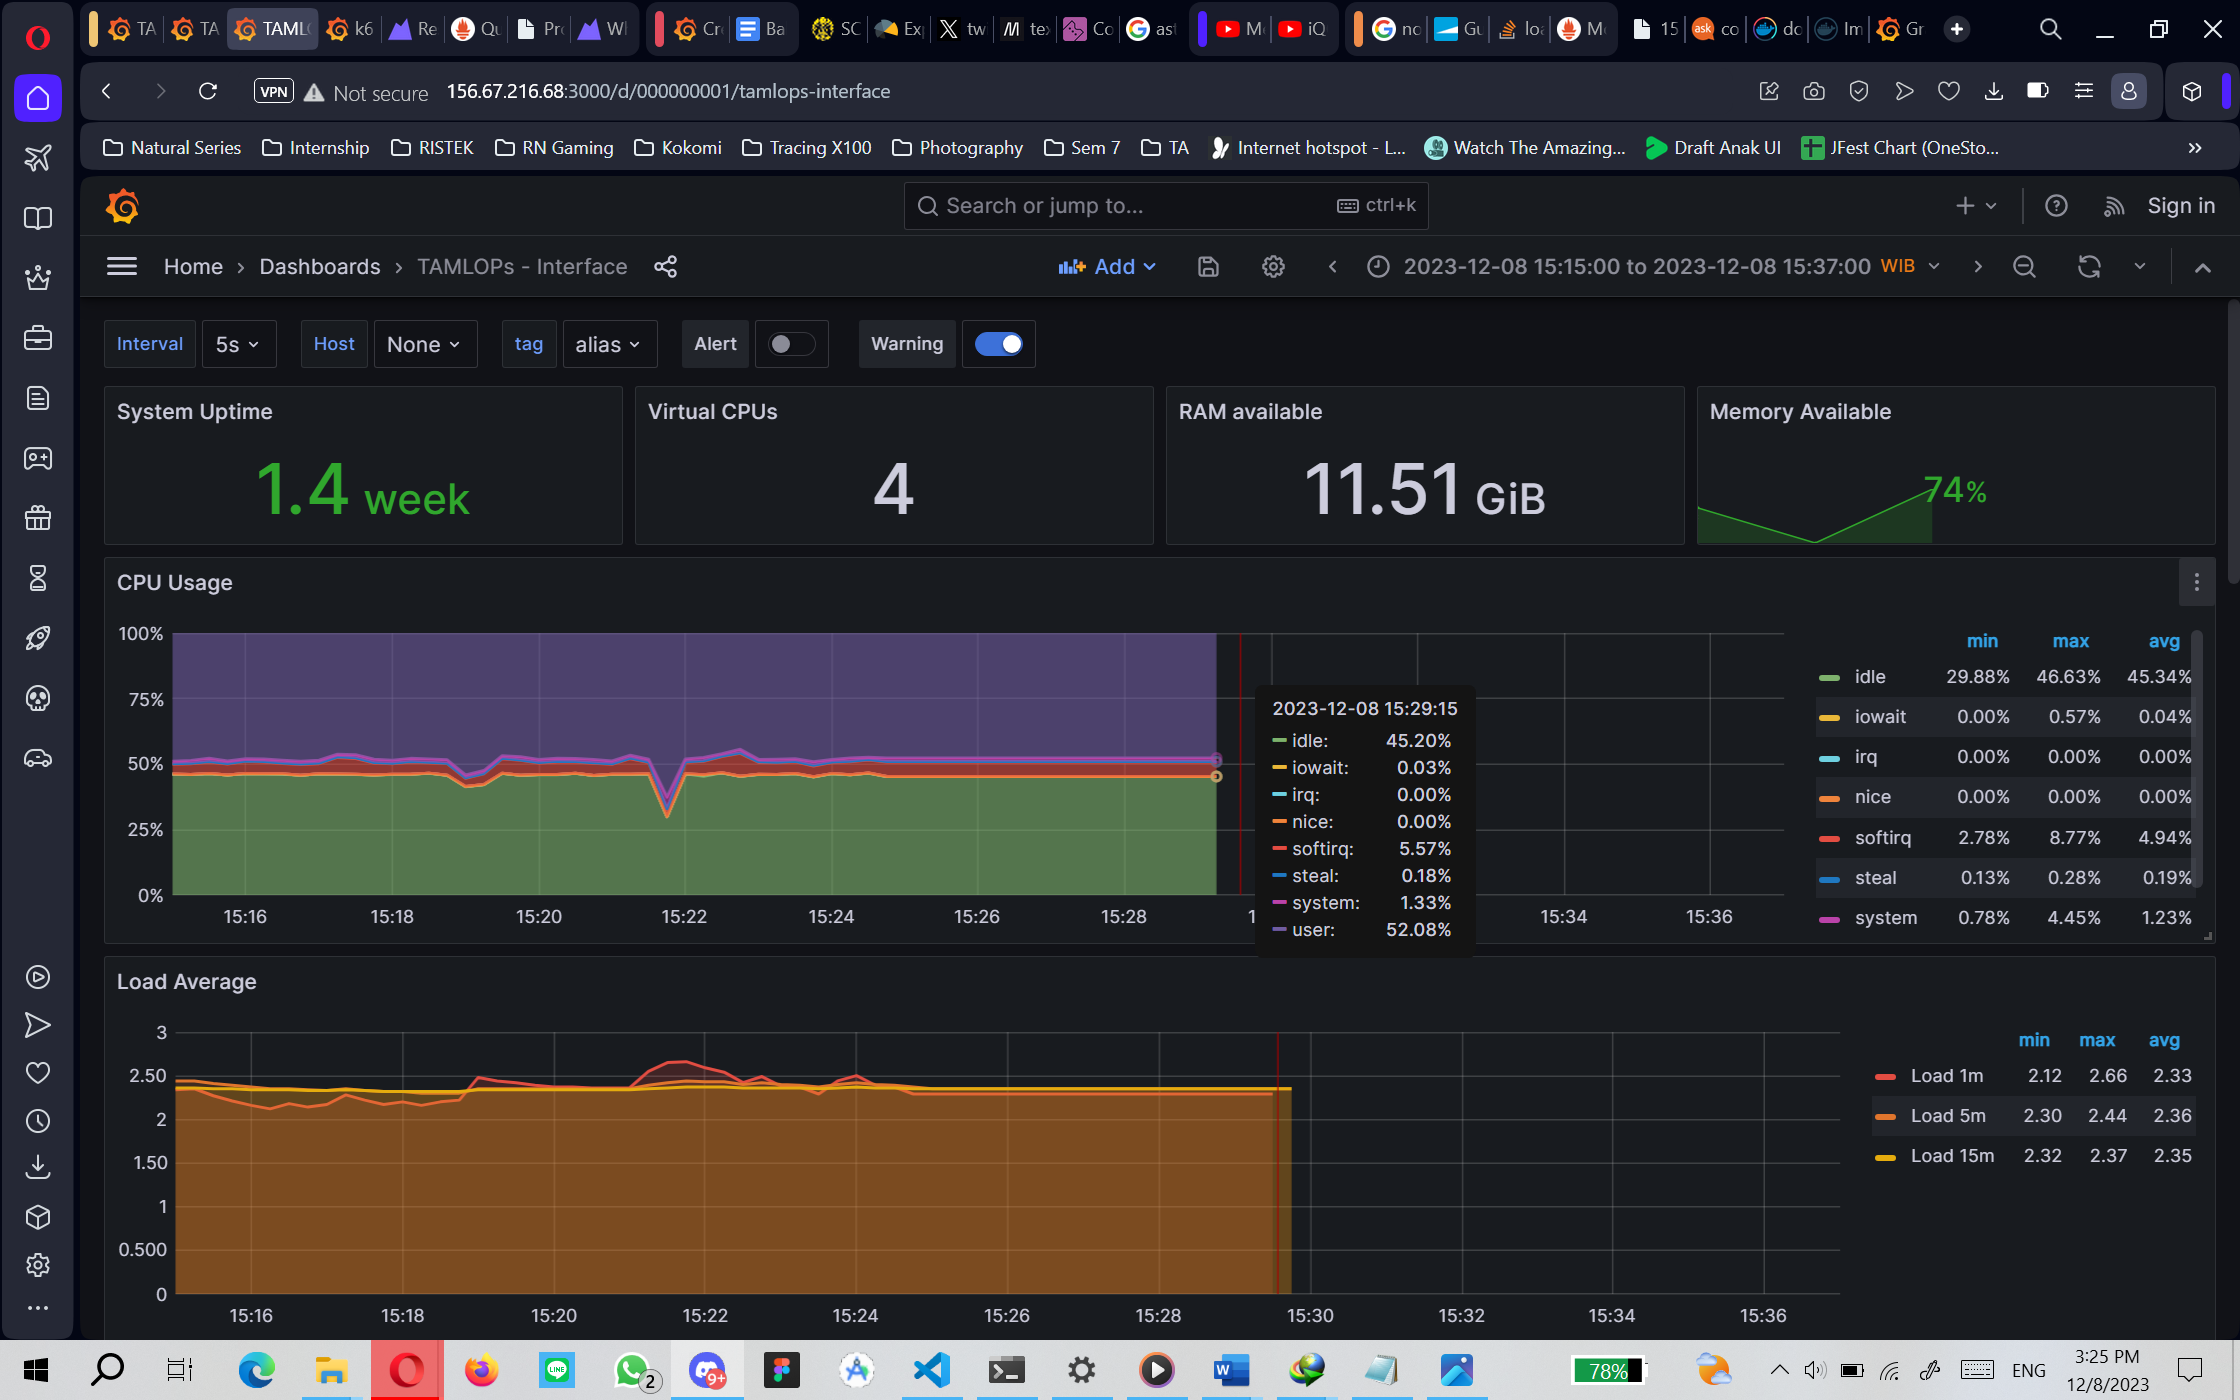 TA
TA
TAML
k6
Re
Qu
Pr
Wh
Cr
Ba
SC
Ex
tw
te
Co
ast
M
iQ
no
Gu
loa
M
15
co
do
Im
Gr
VPN Not secure 156.67.216.68:3000/d/000000001/tamlops-interface
Natural Series Internship RISTEK RN Gaming Kokomi Tracing X100 Photography Sem 7 TA Internet hotspot - L... Watch The Amazing... Draft Anak UI JFest Chart (OneSto... »
Search or jump to... ctrl+k Sign in
Home › Dashboards › TAMLOPs - Interface Add 2023-12-08 15:15:00 to 2023-12-08 15:37:00 WIB
Interval 5s Host None tag alias Alert Warning
System Uptime
1.4 week
Virtual CPUs
4
RAM available
11.51 GiB
Memory Available
74%
CPU Usage
100%
75%
50%
25%
0%
15:16 15:18 15:20 15:22 15:24 15:26 15:28 1 15:34 15:36
2023-12-08 15:29:15
idle: 45.20%
iowait: 0.03%
irq: 0.00%
nice: 0.00%
softirq: 5.57%
steal: 0.18%
system: 1.33%
user: 52.08%
min max avg
idle 29.88% 46.63% 45.34%
iowait 0.00% 0.57% 0.04%
irq 0.00% 0.00% 0.00%
nice 0.00% 0.00% 0.00%
softirq 2.78% 8.77% 4.94%
steal 0.13% 0.28% 0.19%
system 0.78% 4.45% 1.23%
Load Average
3
2.50
2
1.50
1
0.500
0
15:16 15:18 15:20 15:22 15:24 15:26 15:28 15:30 15:32 15:34 15:36
min max avg
Load 1m 2.12 2.66 2.33
Load 5m 2.30 2.44 2.36
Load 15m 2.32 2.37 2.35
LINE
2
9+
78%
ENG
3:25 PM
12/8/2023